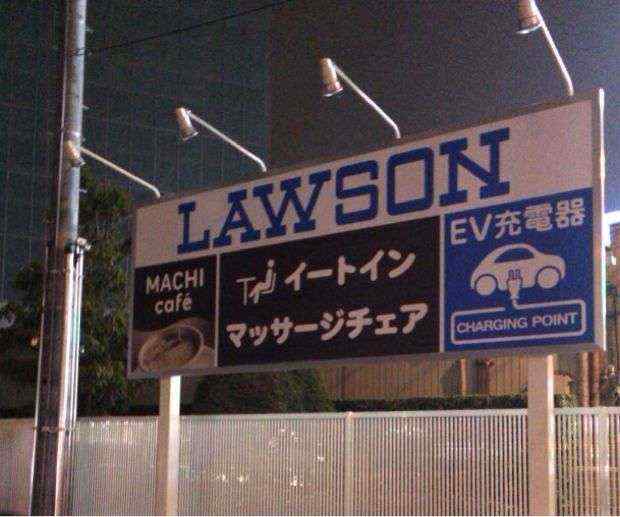 LAWSON
MACHI
café
イートイン
マッサージチェア
EV充電器
CHARGING POINT